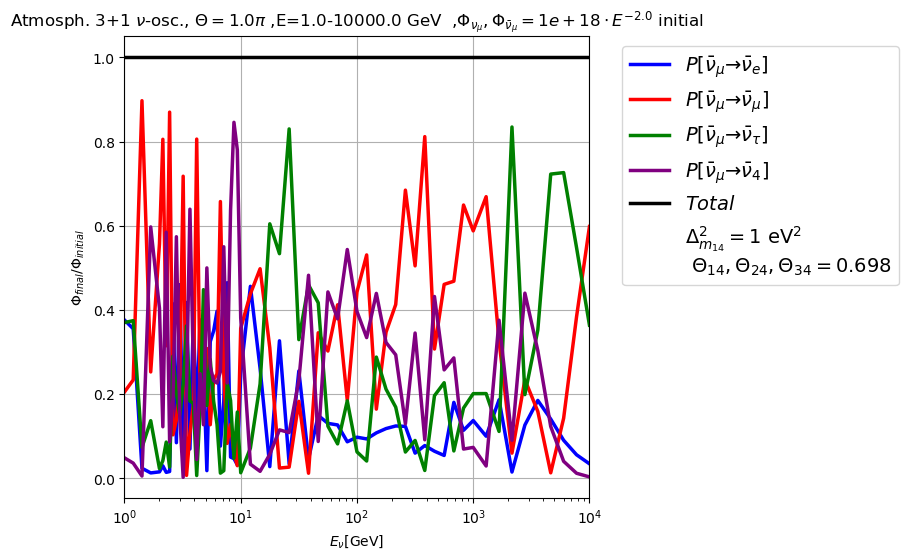 Atmosph. 3+1 ν-osc., Θ = 1.0π ,E=1.0-10000.0 GeV ,Φ_{ν_μ}, Φ_{ν̄_μ} = 1e + 18 · E^{−2.0} initial
P[ν̄_μ→ν̄_e]
P[ν̄_μ→ν̄_μ]
P[ν̄_μ→ν̄_τ]
P[ν̄_μ→ν̄_4]
Total
Δ²_{m_{14}} = 1 eV²
Θ_{14}, Θ_{24}, Θ_{34} = 0.698
Φ_{final}/Φ_{initial}
1.0
0.8
0.6
0.4
0.2
0.0
10^0 10^1 10^2 10^3 10^4
E_ν[GeV]